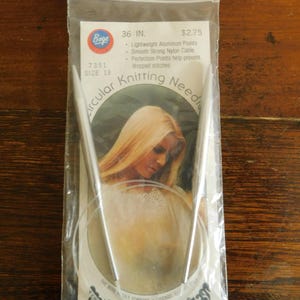 Boye
36 IN. $2.75
• Lightweight Aluminum Points
• Smooth Strong Nylon Cable
• Perfection Points help prevent
dropped stitches
7351
SIZE 13
Circular Knitting Needle